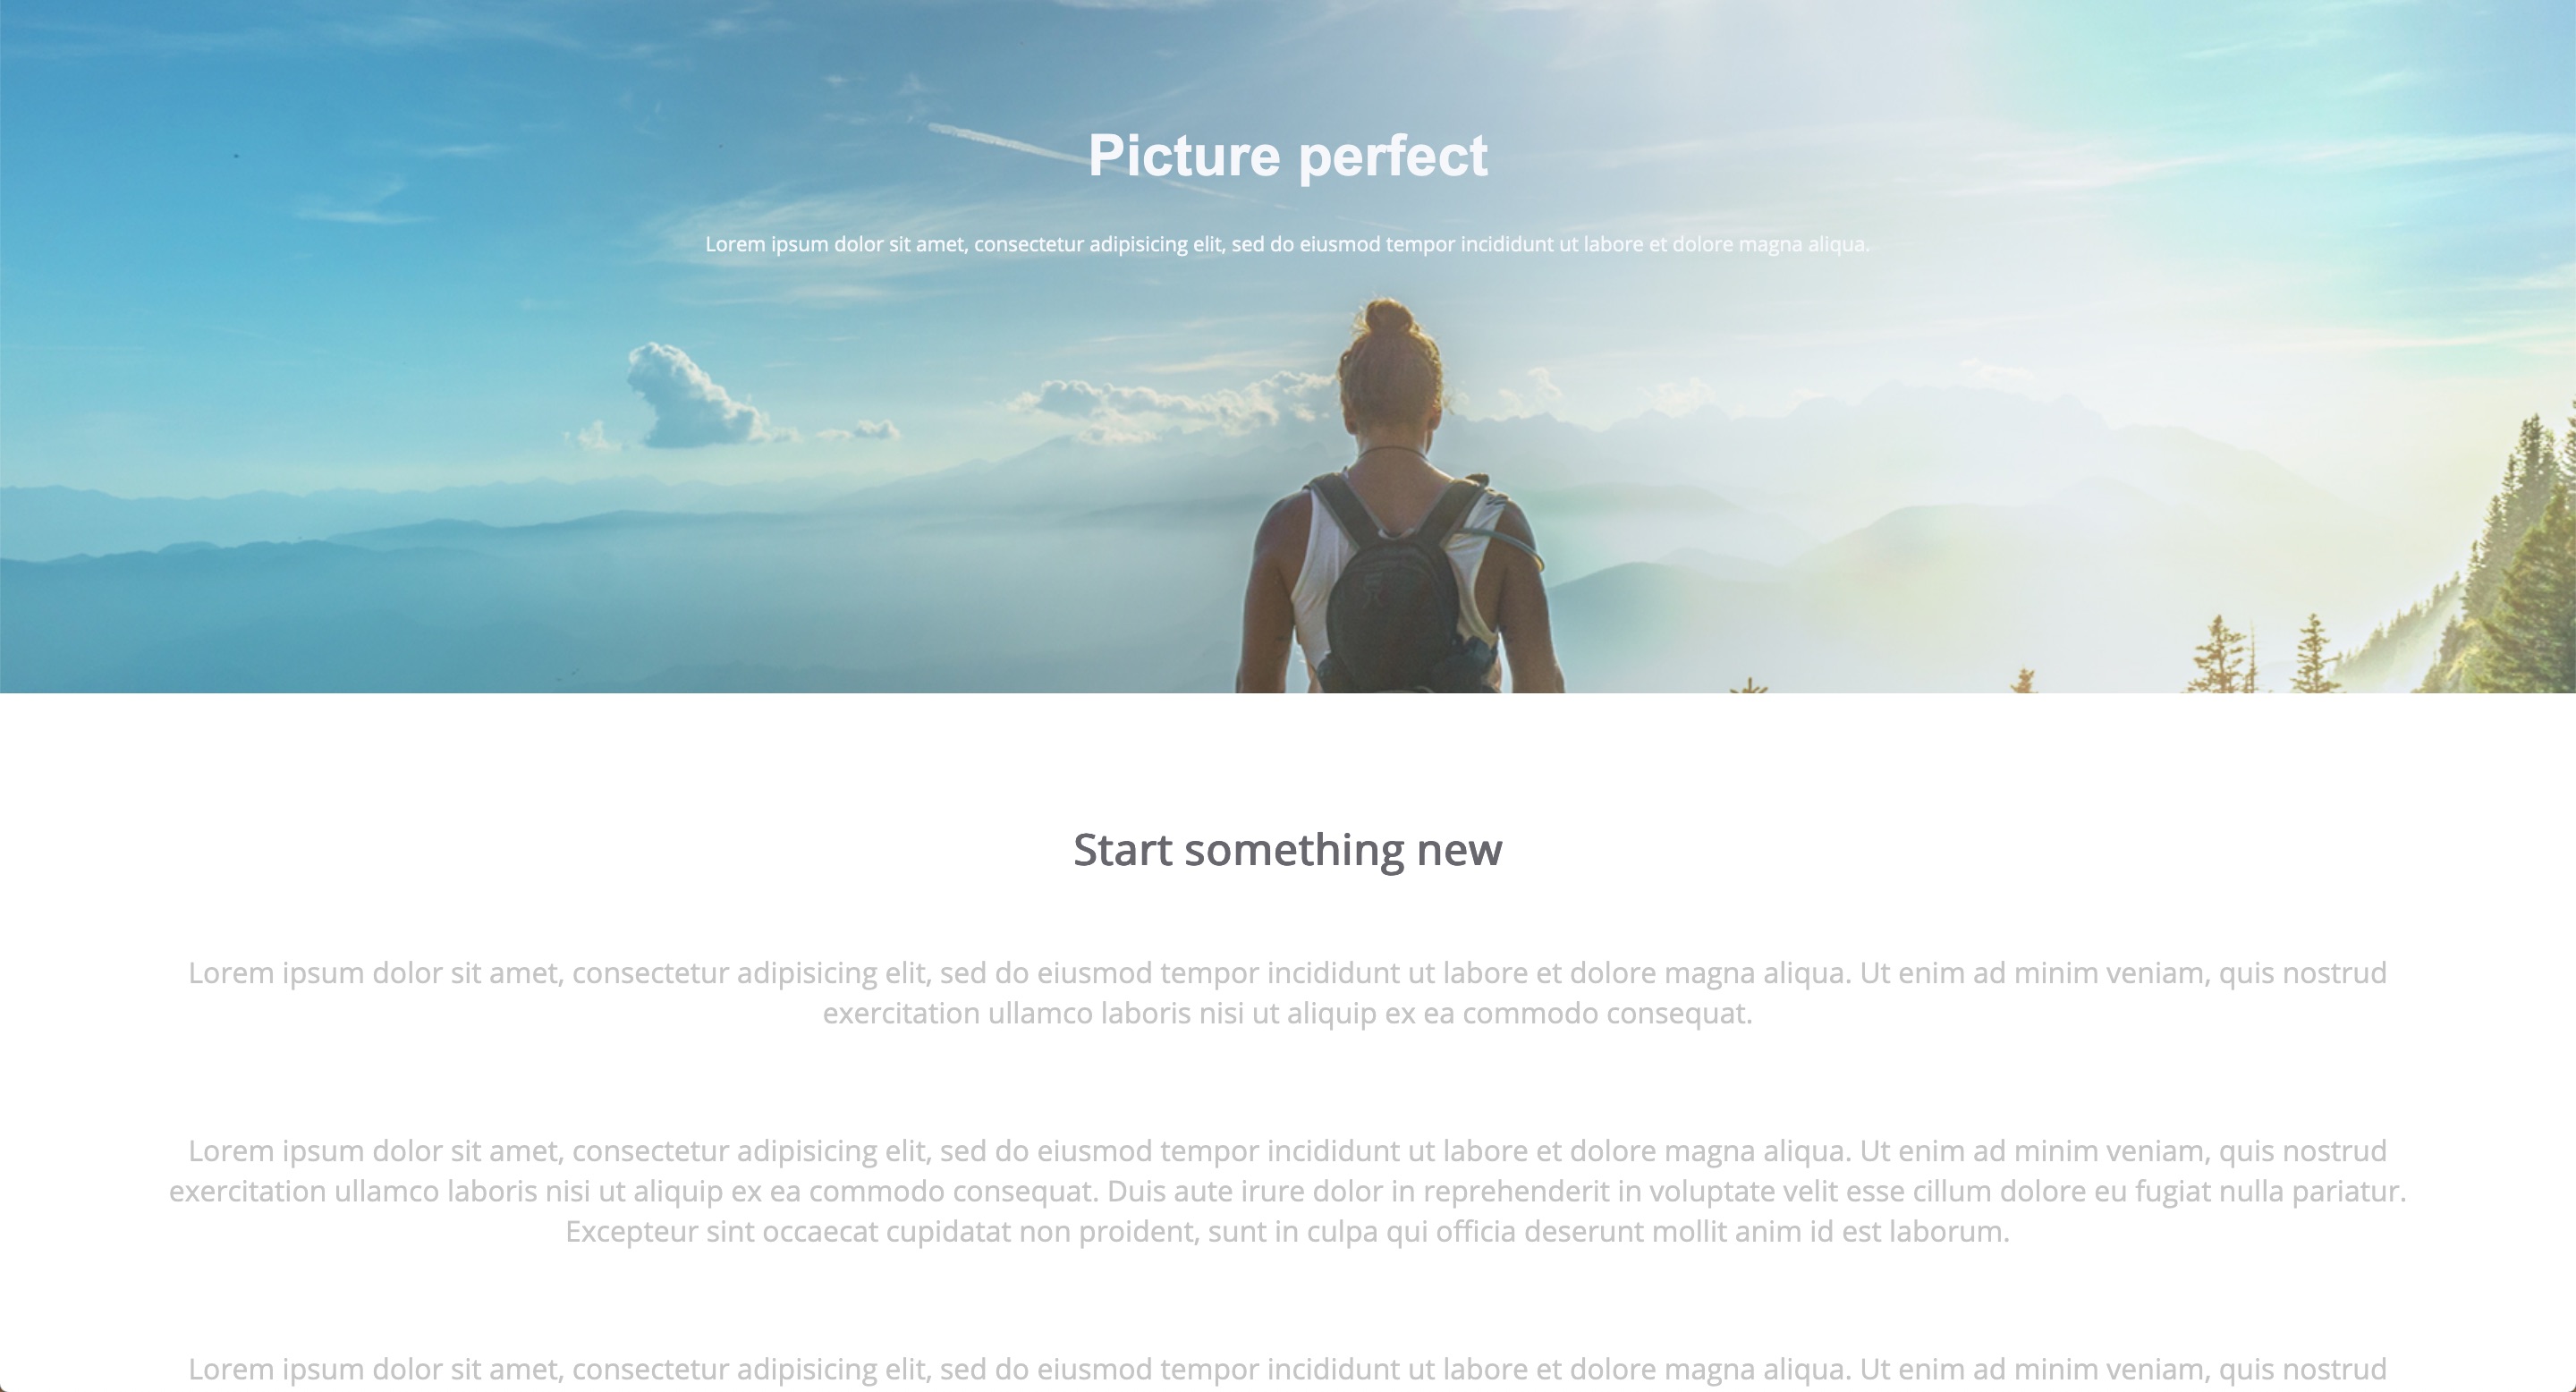 Picture perfect
Lorem ipsum dolor sit amet, consectetur adipisicing elit, sed do eiusmod tempor incididunt ut labore et dolore magna aliqua.
Start something new
Lorem ipsum dolor sit amet, consectetur adipisicing elit, sed do eiusmod tempor incididunt ut labore et dolore magna aliqua. Ut enim ad minim veniam, quis nostrud
exercitation ullamco laboris nisi ut aliquip ex ea commodo consequat.
Lorem ipsum dolor sit amet, consectetur adipisicing elit, sed do eiusmod tempor incididunt ut labore et dolore magna aliqua. Ut enim ad minim veniam, quis nostrud
exercitation ullamco laboris nisi ut aliquip ex ea commodo consequat. Duis aute irure dolor in reprehenderit in voluptate velit esse cillum dolore eu fugiat nulla pariatur.
Excepteur sint occaecat cupidatat non proident, sunt in culpa qui officia deserunt mollit anim id est laborum.
Lorem ipsum dolor sit amet, consectetur adipisicing elit, sed do eiusmod tempor incididunt ut labore et dolore magna aliqua. Ut enim ad minim veniam, quis nostrud